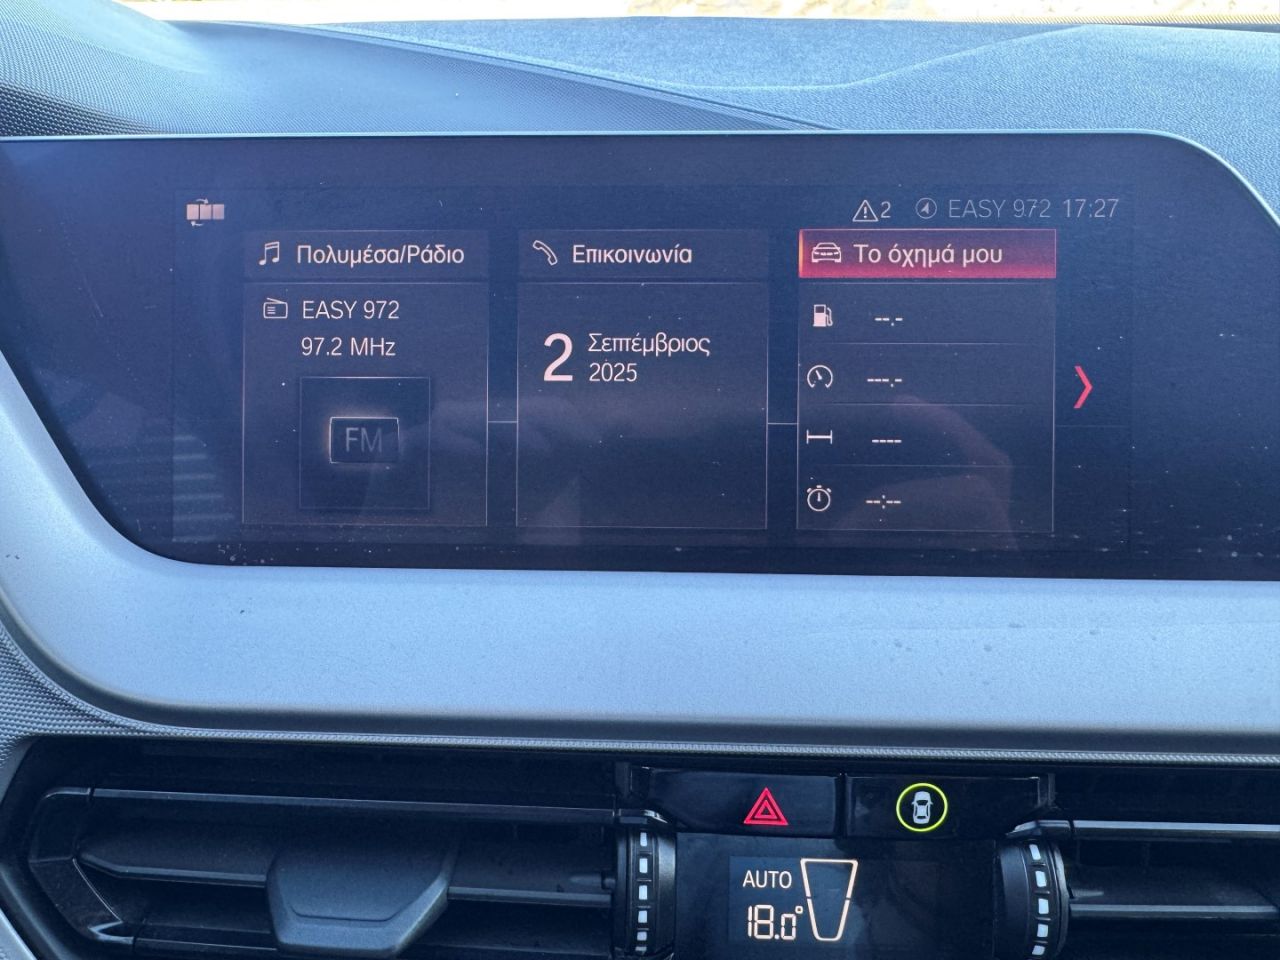 2 EASY 972 17:27
Πολυμέσα/Ράδιο
Επικοινωνία
Το όχημά μου
EASY 972
97.2 MHz
FM
2 Σεπτέμβριος
2025
--.-
---.-
----
--:--
AUTO
18.0°